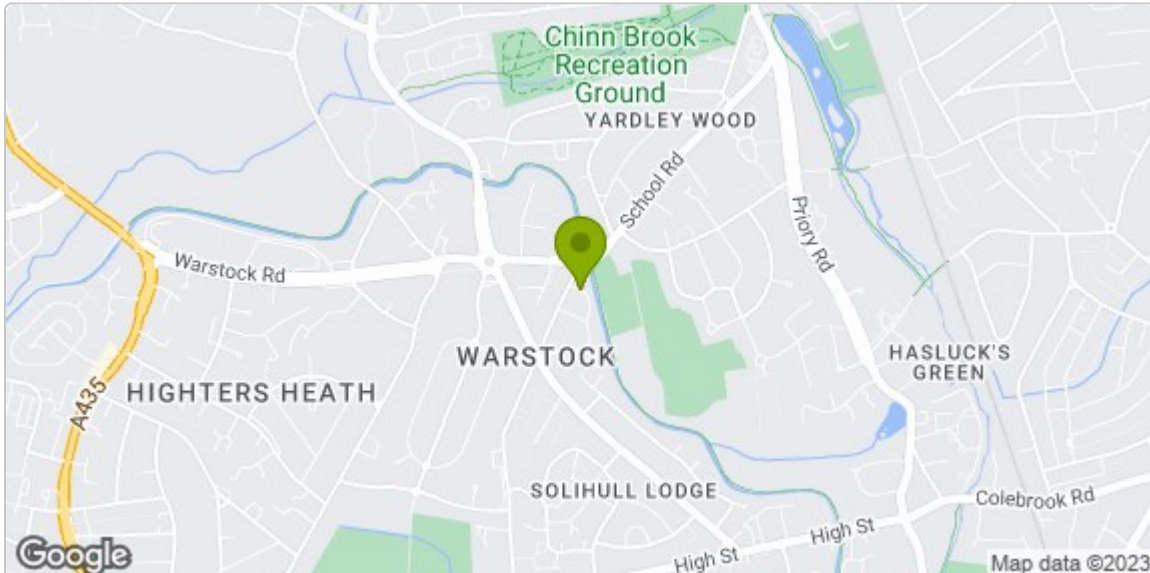 Chinn Brook
Recreation
Ground
YARDLEY WOOD
School Rd
Priory Rd
Warstock Rd
WARSTOCK
HASLUCK'S
GREEN
HIGHTERS HEATH
A435
SOLIHULL LODGE
Colebrook Rd
High St
High St
Google
Map data ©2023